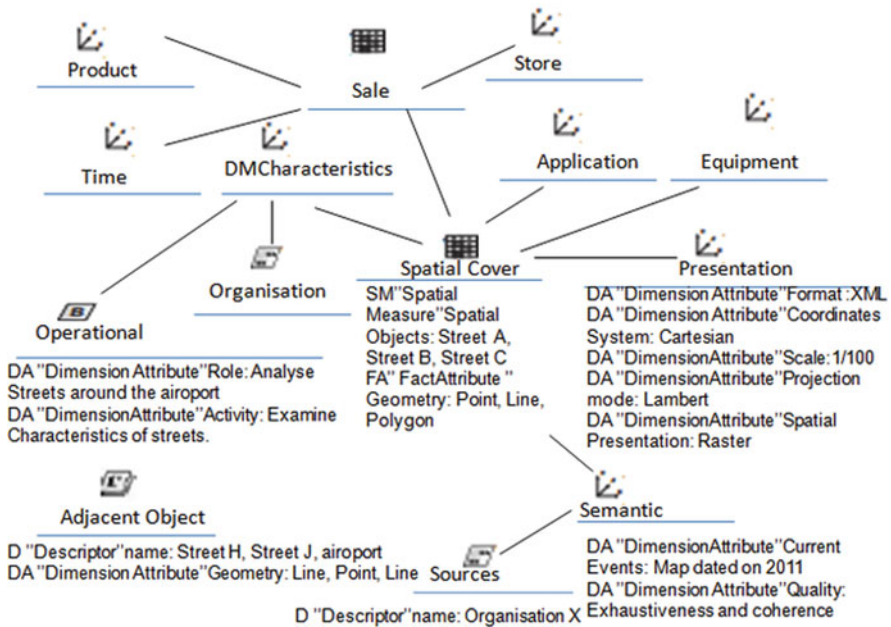 Product
Sale
Store
Time
DMCharacteristics
Application
Equipment
Organisation
Spatial Cover
SM"Spatial
Measure"Spatial
Objects: Street A,
Street B, Street C
FA" FactAttribute "
Geometry: Point, Line,
Polygon
Presentation
DA "Dimension Attribute"Format :XML
DA "Dimension Attribute"Coordinates
System: Cartesian
DA "DimensionAttribute"Scale: 1/100
DA "DimensionAttribute"Projection
mode: Lambert
DA "DimensionAttribute"Spatial
Presentation: Raster
B
Operational
DA "Dimension Attribute"Role: Analyse
Streets around the airoport
DA "DimensionAttribute"Activity: Examine
Characteristics of streets.
Adjacent Object
D "Descriptor"name: Street H, Street J, airoport
DA "Dimension Attribute"Geometry: Line, Point, Line
Semantic
DA "DimensionAttribute"Current
Events: Map dated on 2011
DA "Dimension Attribute"Quality:
Exhaustiveness and coherence
Sources
D "Descriptor"name: Organisation X